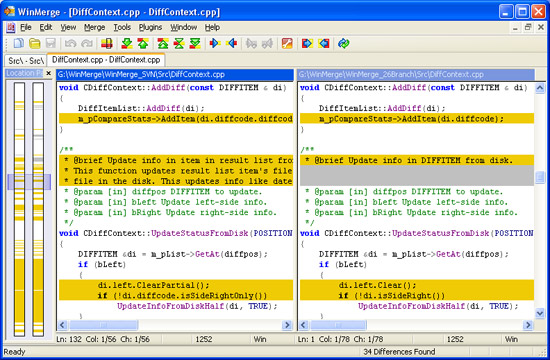 WinMerge - [DiffContext.cpp - DiffContext.cpp]
File Edit View Merge Tools Plugins Window Help
Src\ - Src\ DiffContext.cpp - DiffContext.cpp
Location Pa
G:\WinMerge\WinMerge_SVN\Src\DiffContext.cpp
void CDiffContext::AddDiff(const DIFFITEM & di)
{
DiffItemList::AddDiff(di);
m_pCompareStats->AddItem(di.diffcode.diffcode
}
/**
* @brief Update info in item in result list fro
* This function updates result list item's file
* file in the disk. This updates info like date
* @param [in] diffpos DIFFITEM to update.
* @param [in] bLeft Update left-side info.
* @param [in] bRight Update right-side info.
*/
void CDiffContext::UpdateStatusFromDisk(POSITION
{
DIFFITEM &di = m_pList->GetAt(diffpos);
if (bLeft)
{
di.left.ClearPartial();
if (!di.diffcode.isSideRightOnly())
UpdateInfoFromDiskHalf(di, TRUE);
Ln: 132 Col: 1/56 Ch: 1/56 1252 Win
G:\WinMerge\WinMerge_26Branch\Src\DiffContext.cpp
void CDiffContext::AddDiff(const DIFFITEM & di)
{
DiffItemList::AddDiff(di);
m_pCompareStats->AddItem(di.diffcode);
}
/**
* @brief Update info in DIFFITEM from disk.
* @param [in] diffpos DIFFITEM to update.
* @param [in] bLeft Update left-side info.
* @param [in] bRight Update right-side info.
*/
void CDiffContext::UpdateStatusFromDisk(POSITION
{
DIFFITEM &di = m_pList->GetAt(diffpos);
if (bLeft)
{
di.left.Clear();
if (!di.isSideRight())
UpdateInfoFromDiskHalf(di, TRUE);
Ln: 1 Col: 1/78 Ch: 1/78 1252 Win
Ready 34 Differences Found